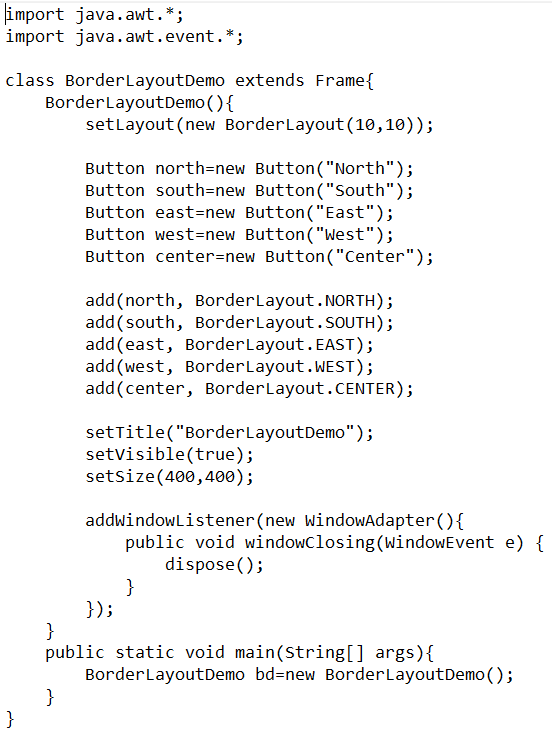 import java.awt.*;
import java.awt.event.*;

class BorderLayoutDemo extends Frame{
    BorderLayoutDemo(){
        setLayout(new BorderLayout(10,10));

        Button north=new Button("North");
        Button south=new Button("South");
        Button east=new Button("East");
        Button west=new Button("West");
        Button center=new Button("Center");

        add(north, BorderLayout.NORTH);
        add(south, BorderLayout.SOUTH);
        add(east, BorderLayout.EAST);
        add(west, BorderLayout.WEST);
        add(center, BorderLayout.CENTER);

        setTitle("BorderLayoutDemo");
        setVisible(true);
        setSize(400,400);

        addWindowListener(new WindowAdapter(){
            public void windowClosing(WindowEvent e) {
                dispose();
            }
        });
    }
    public static void main(String[] args){
        BorderLayoutDemo bd=new BorderLayoutDemo();
    }
}